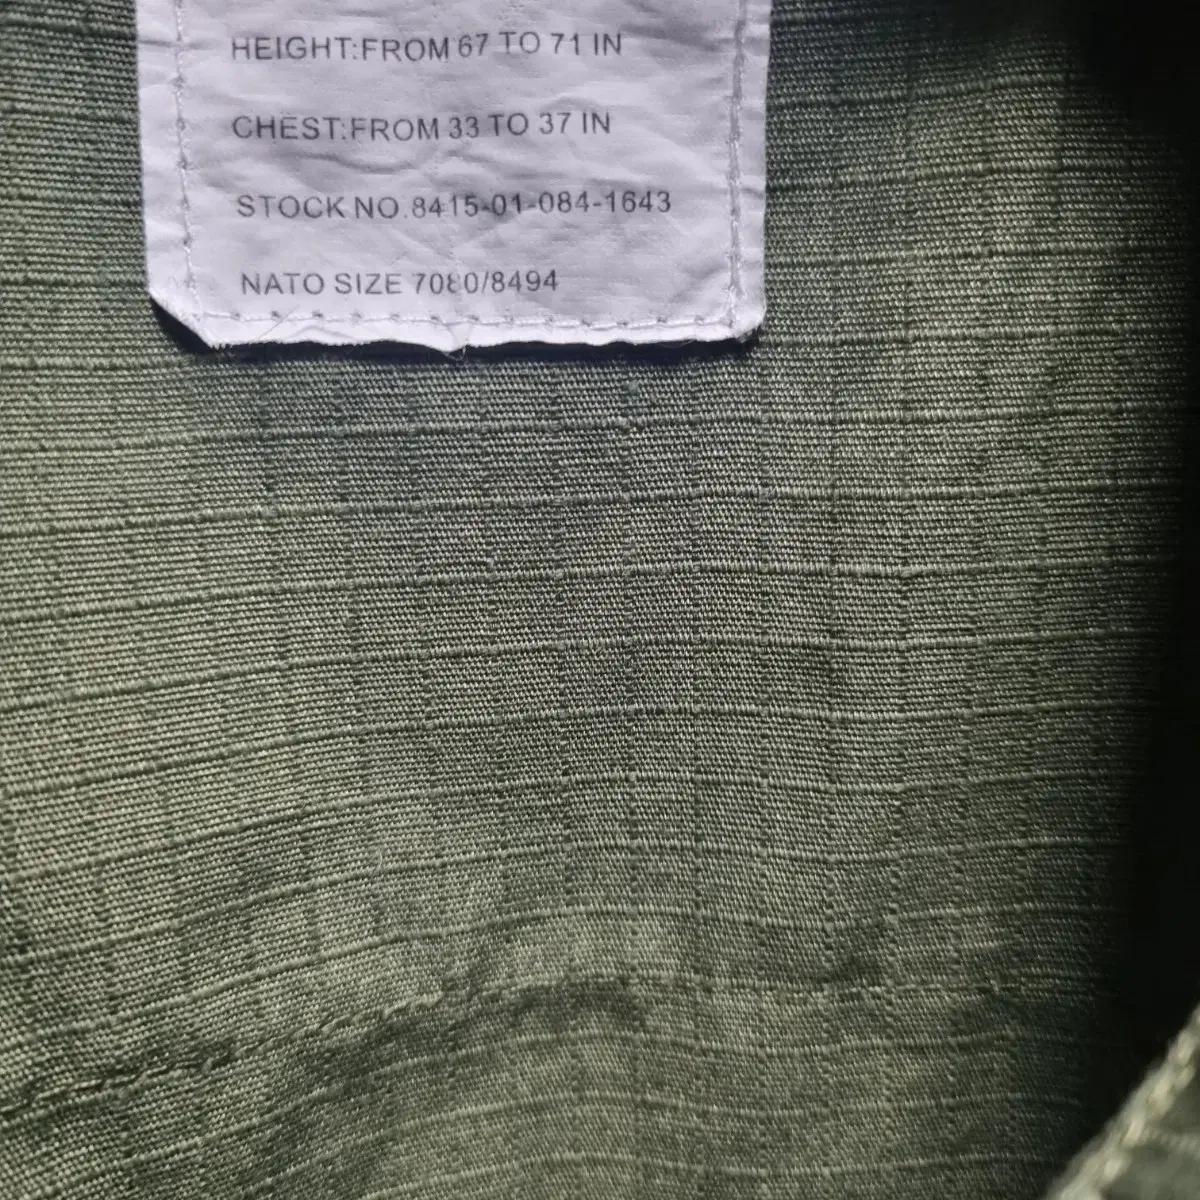 HEIGHT:FROM 67 TO 71 IN
CHEST:FROM 33 TO 37 IN
STOCK NO.8415-01-084-1643
NATO SIZE 7080/8494